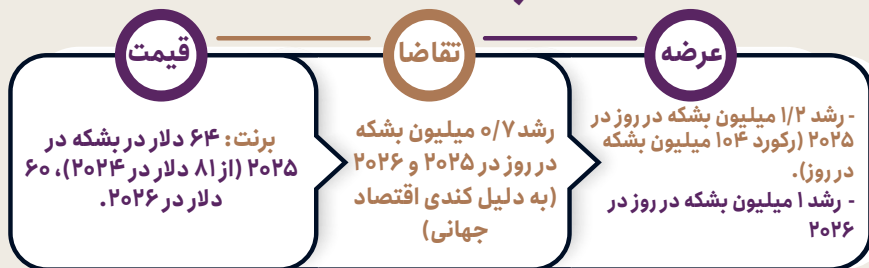 عرضه
- رشد ۱/۲ میلیون بشکه در روز در
۲۰۲۵ (رکورد ۱۰۴ میلیون بشکه
در روز).
- رشد ۱ میلیون بشکه در روز در
۲۰۲۶
تقاضا
رشد ۰/۷ میلیون بشکه
در روز در ۲۰۲۵ و ۲۰۲۶
(به دلیل کندی اقتصاد
جهانی)
قیمت
برنت: ۶۴ دلار در بشکه در
۲۰۲۵ (از ۸۱ دلار در ۲۰۲۴)، ۶۰
دلار در ۲۰۲۶.